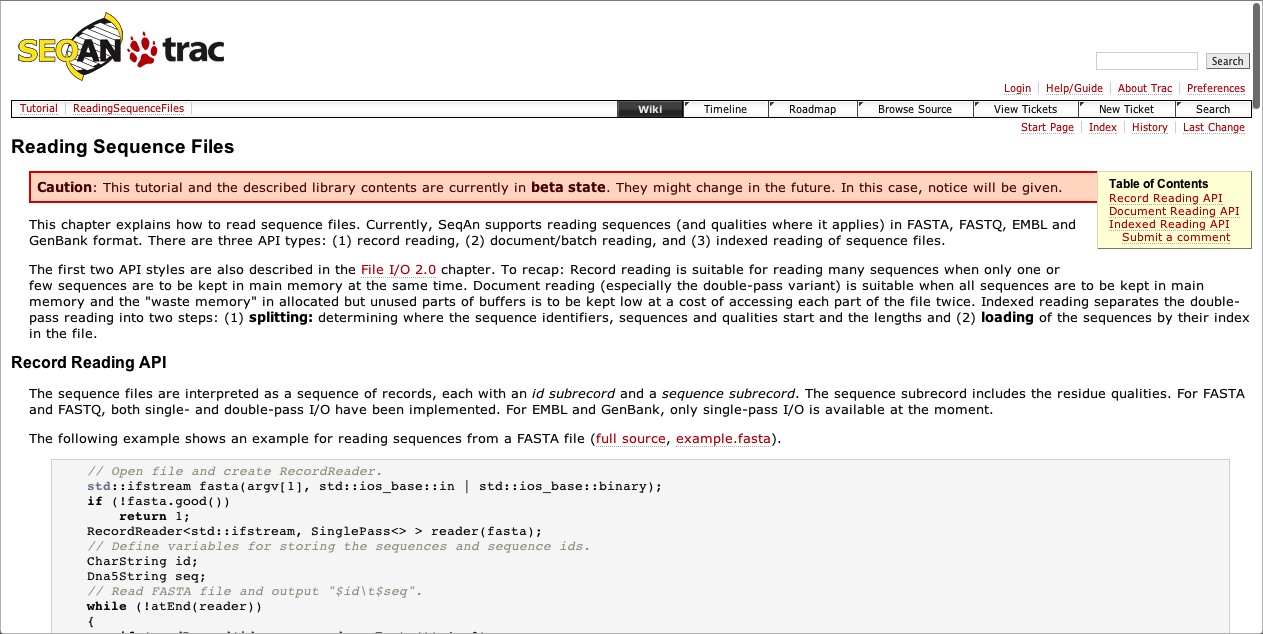 SEQAN trac
Search
Login Help/Guide About Trac Preferences
Tutorial ReadingSequenceFiles Wiki Timeline Roadmap Browse Source View Tickets New Ticket Search
Start Page Index History Last Change
Reading Sequence Files
Caution: This tutorial and the described library contents are currently in beta state. They might change in the future. In this case, notice will be given.
Table of Contents
Record Reading API
Document Reading API
Indexed Reading API
Submit a comment
This chapter explains how to read sequence files. Currently, SeqAn supports reading sequences (and qualities where it applies) in FASTA, FASTQ, EMBL and
GenBank format. There are three API types: (1) record reading, (2) document/batch reading, and (3) indexed reading of sequence files.
The first two API styles are also described in the File I/O 2.0 chapter. To recap: Record reading is suitable for reading many sequences when only one or
few sequences are to be kept in main memory at the same time. Document reading (especially the double-pass variant) is suitable when all sequences are to be kept in main
memory and the "waste memory" in allocated but unused parts of buffers is to be kept low at a cost of accessing each part of the file twice. Indexed reading separates the double-
pass reading into two steps: (1) splitting: determining where the sequence identifiers, sequences and qualities start and the lengths and (2) loading of the sequences by their index
in the file.
Record Reading API
The sequence files are interpreted as a sequence of records, each with an id subrecord and a sequence subrecord. The sequence subrecord includes the residue qualities. For FASTA
and FASTQ, both single- and double-pass I/O have been implemented. For EMBL and GenBank, only single-pass I/O is available at the moment.
The following example shows an example for reading sequences from a FASTA file (full source, example.fasta).
// Open file and create RecordReader.
std::ifstream fasta(argv[1], std::ios_base::in | std::ios_base::binary);
if (!fasta.good())
return 1;
RecordReader<std::ifstream, SinglePass<> > reader(fasta);
// Define variables for storing the sequences and sequence ids.
CharString id;
Dna5String seq;
// Read FASTA file and output "$id\t$seq".
while (!atEnd(reader))
{